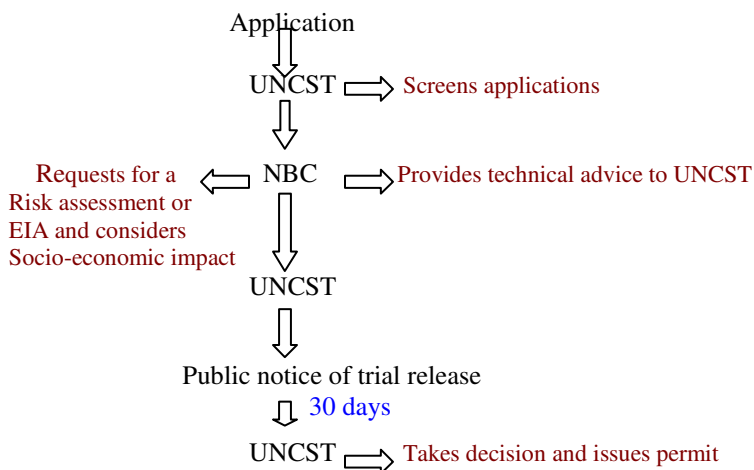 Application
UNCST
Screens applications
Requests for a
Risk assessment or
EIA and considers
Socio-economic impact
NBC
Provides technical advice to UNCST
UNCST
Public notice of trial release
30 days
UNCST
Takes decision and issues permit